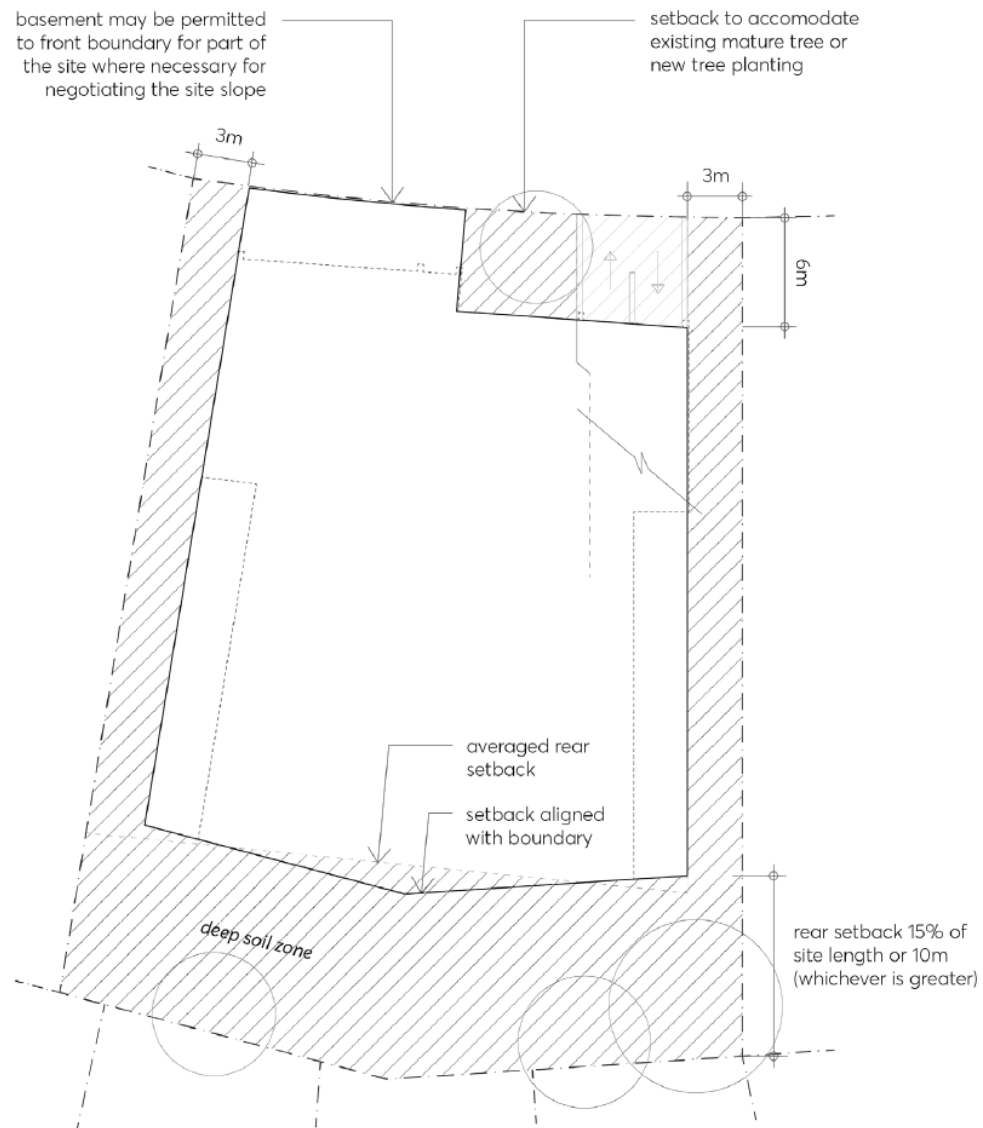 basement may be permitted
to front boundary for part of
the site where necessary for
negotiating the site slope
setback to accomodate
existing mature tree or
new tree planting
3m
3m
6m
averaged rear
setback
setback aligned
with boundary
deep soil zone
rear setback 15% of
site length or 10m
(whichever is greater)